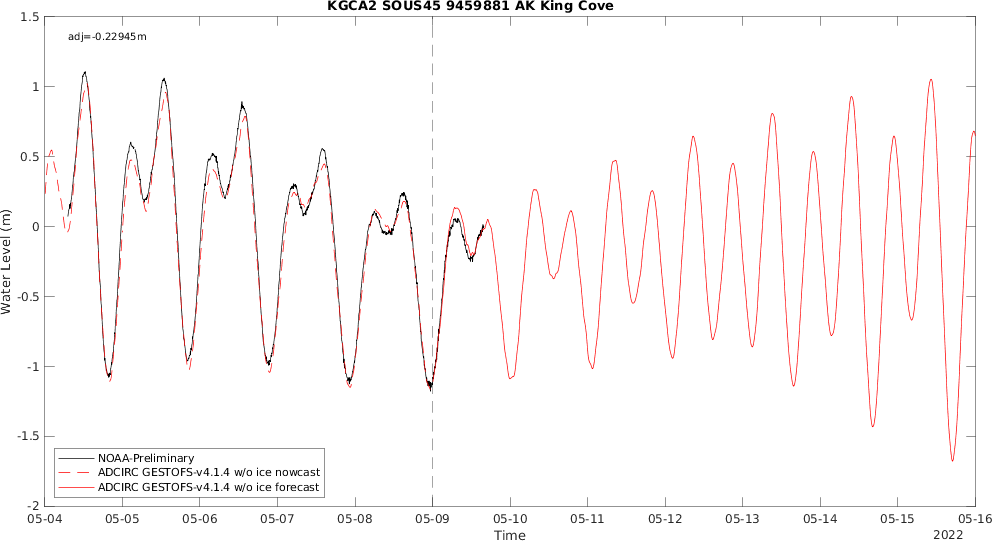 KGCA2 SOUS45 9459881 AK King Cove
adj=-0.22945m
1.5
1
0.5
0
-0.5
-1
-1.5
-2
Water Level (m)
NOAA-Preliminary
ADCIRC GESTOFS-v4.1.4 w/o ice nowcast
ADCIRC GESTOFS-v4.1.4 w/o ice forecast
05-04 05-05 05-06 05-07 05-08 05-09 05-10 05-11 05-12 05-13 05-14 05-15 05-16
Time
2022